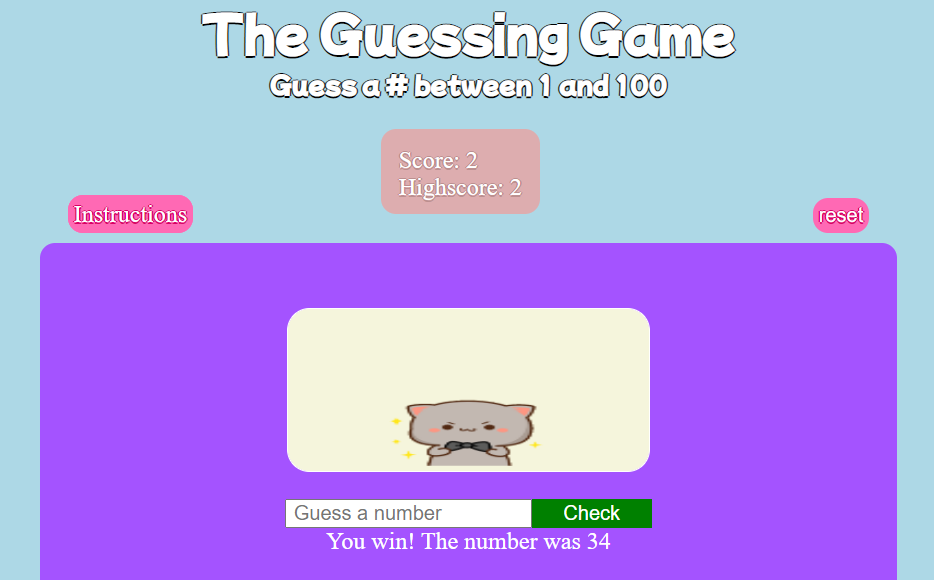 The Guessing Game
Guess a # between 1 and 100
Score: 2
Highscore: 2
Instructions
reset
Guess a number
Check
You win! The number was 34